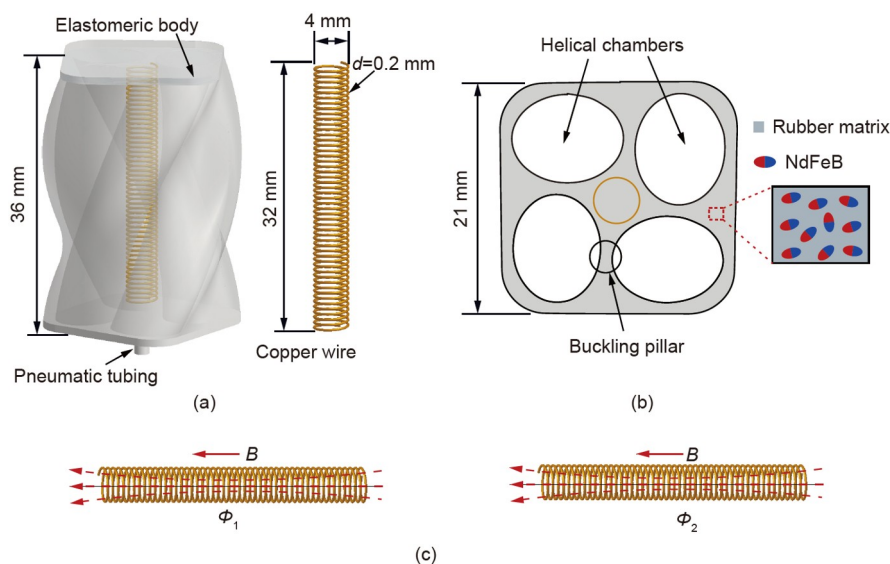 Elastomeric body
4 mm
d=0.2 mm
36 mm
32 mm
Pneumatic tubing
Copper wire
(a)
Helical chambers
21 mm
Rubber matrix
NdFeB
Buckling pillar
(b)
B
Φ1
B
Φ2
(c)